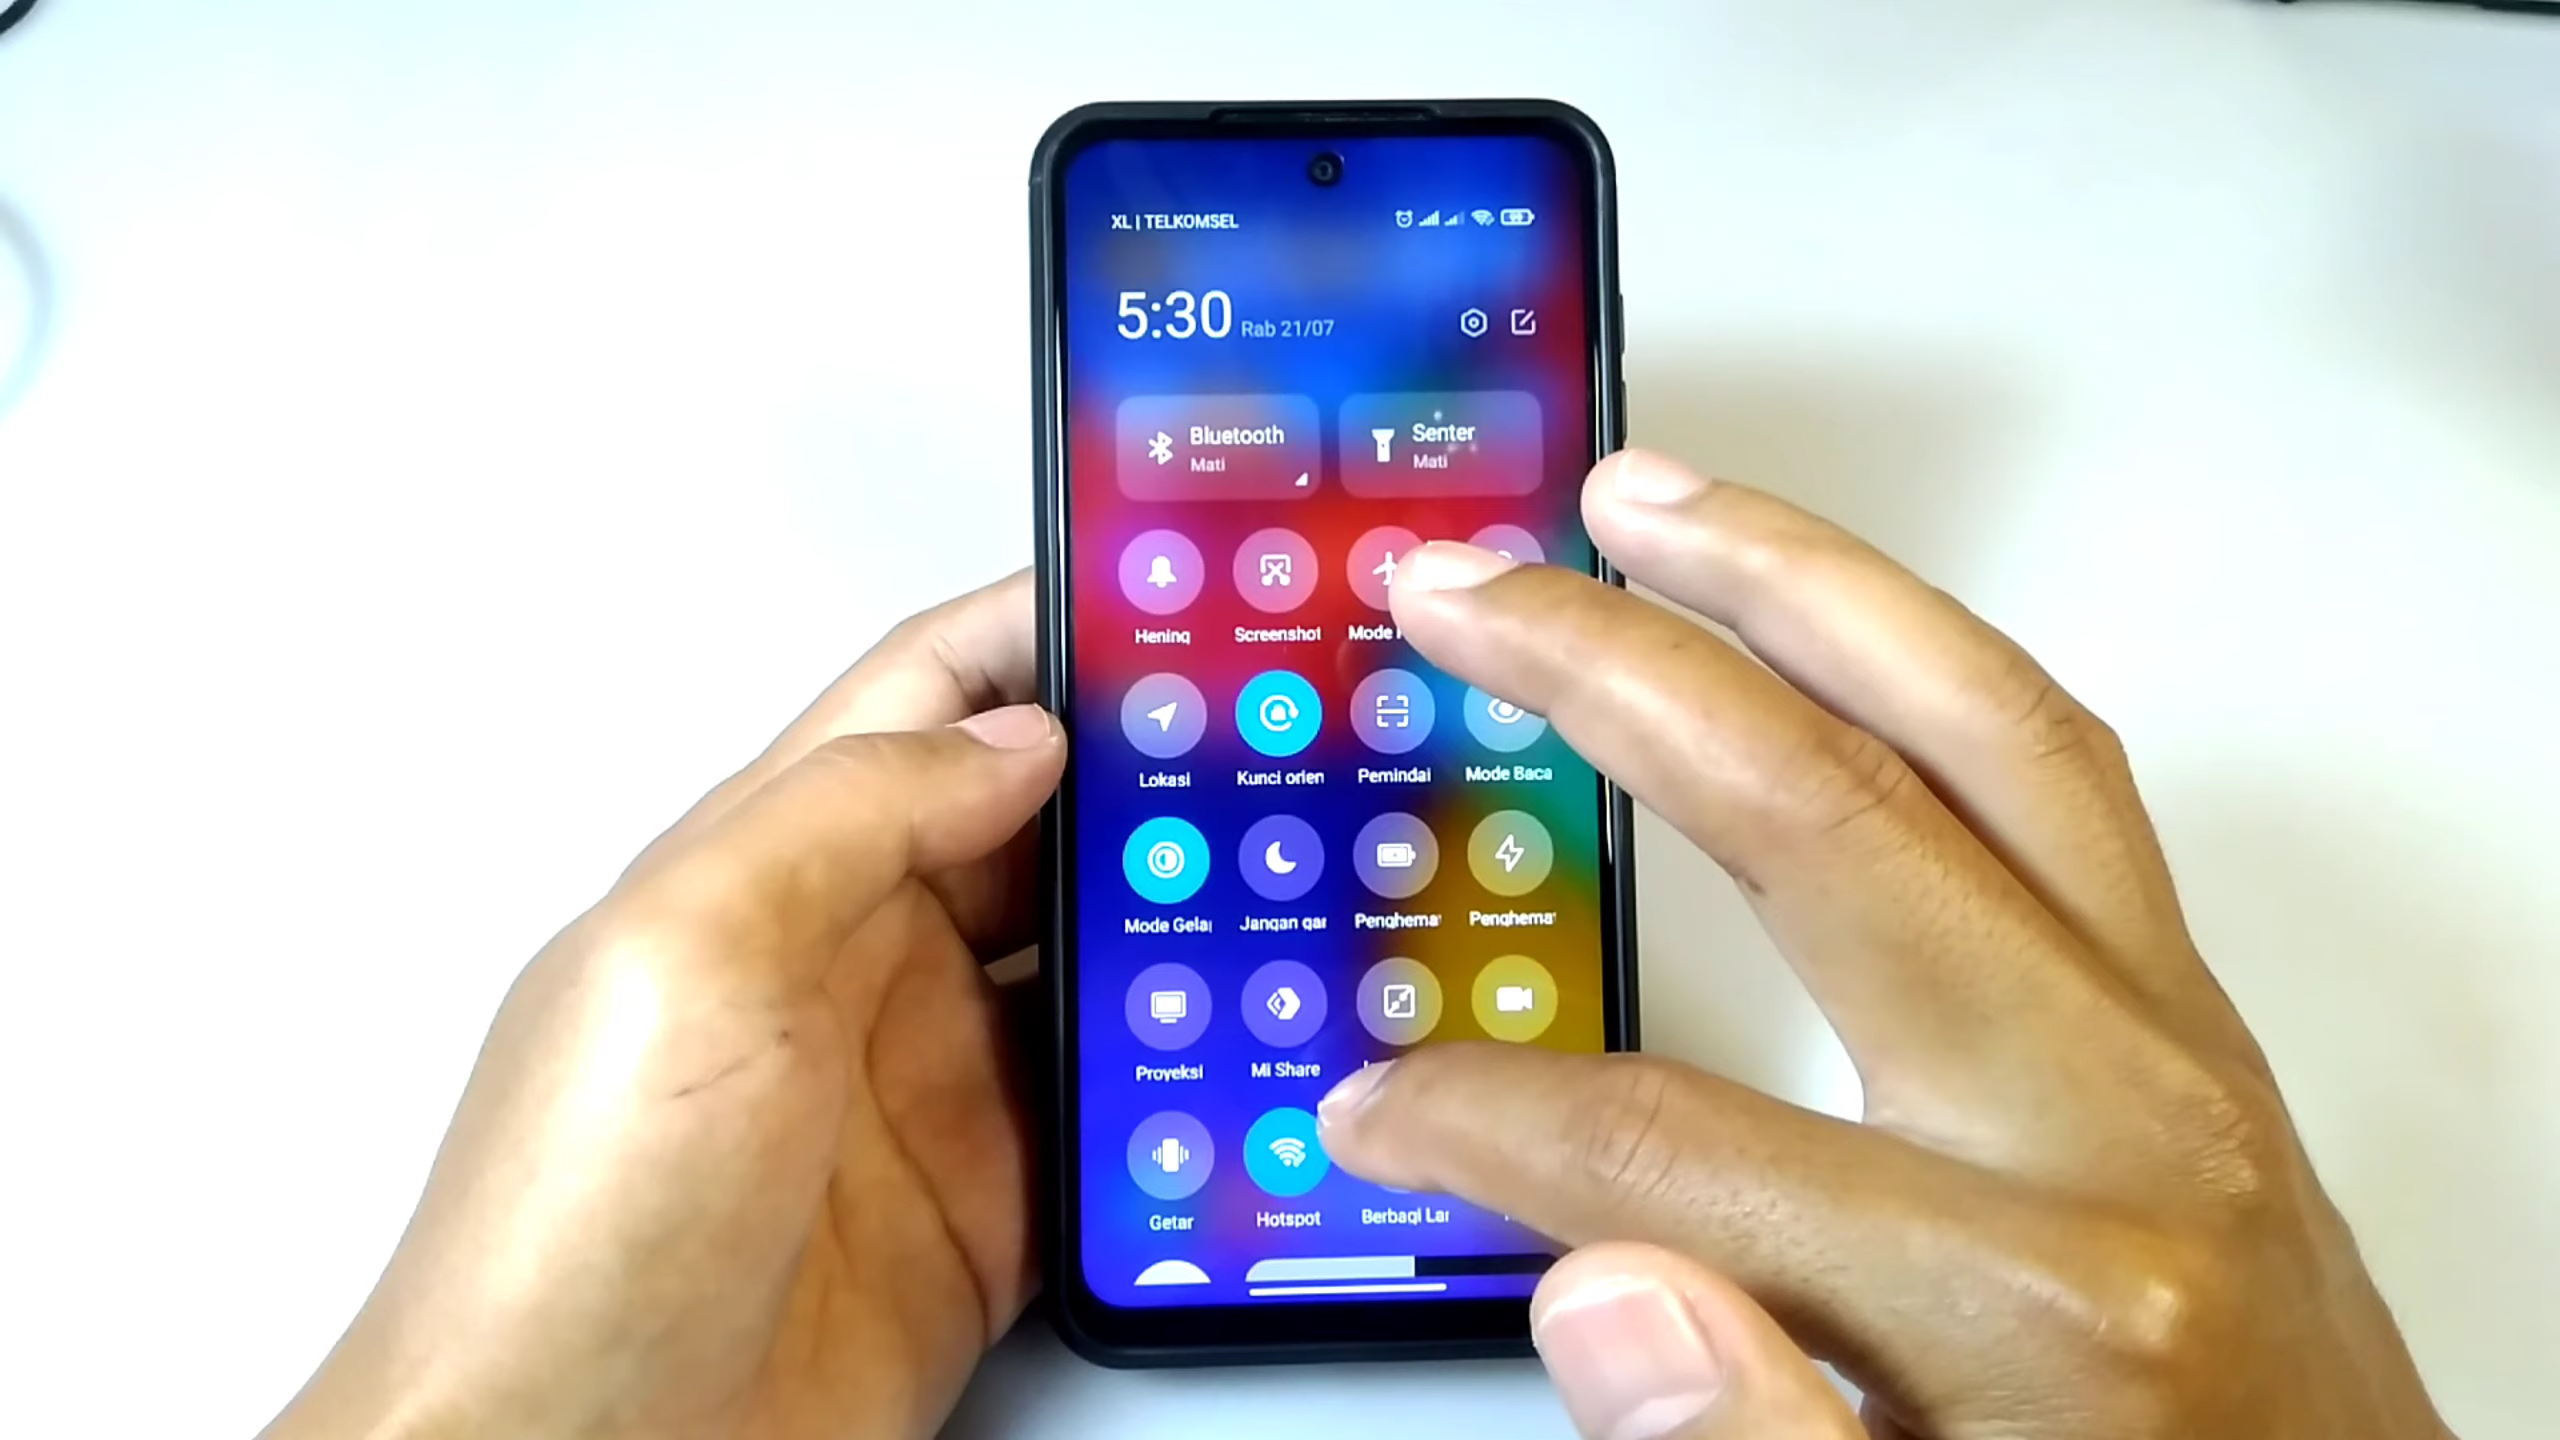 XL | TELKOMSEL
5:30 Rab 21/07
Bluetooth
Mati
Senter
Mati
Hening
Screenshot
Mode
Lokasi
Kunci orien
Pemindai
Mode Baca
Mode Gela
Jangan gar
Penghema
Penghema
Proyeksi
Mi Share
Getar
Hotspot
Berbagi Lar